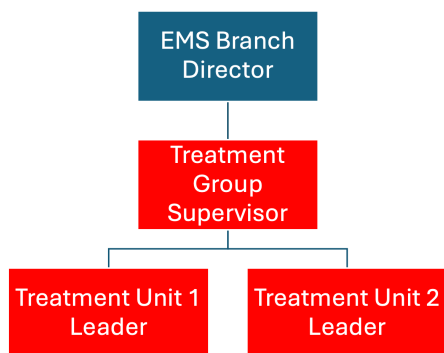 EMS Branch
Director
Treatment
Group
Supervisor
Treatment Unit 1
Leader
Treatment Unit 2
Leader